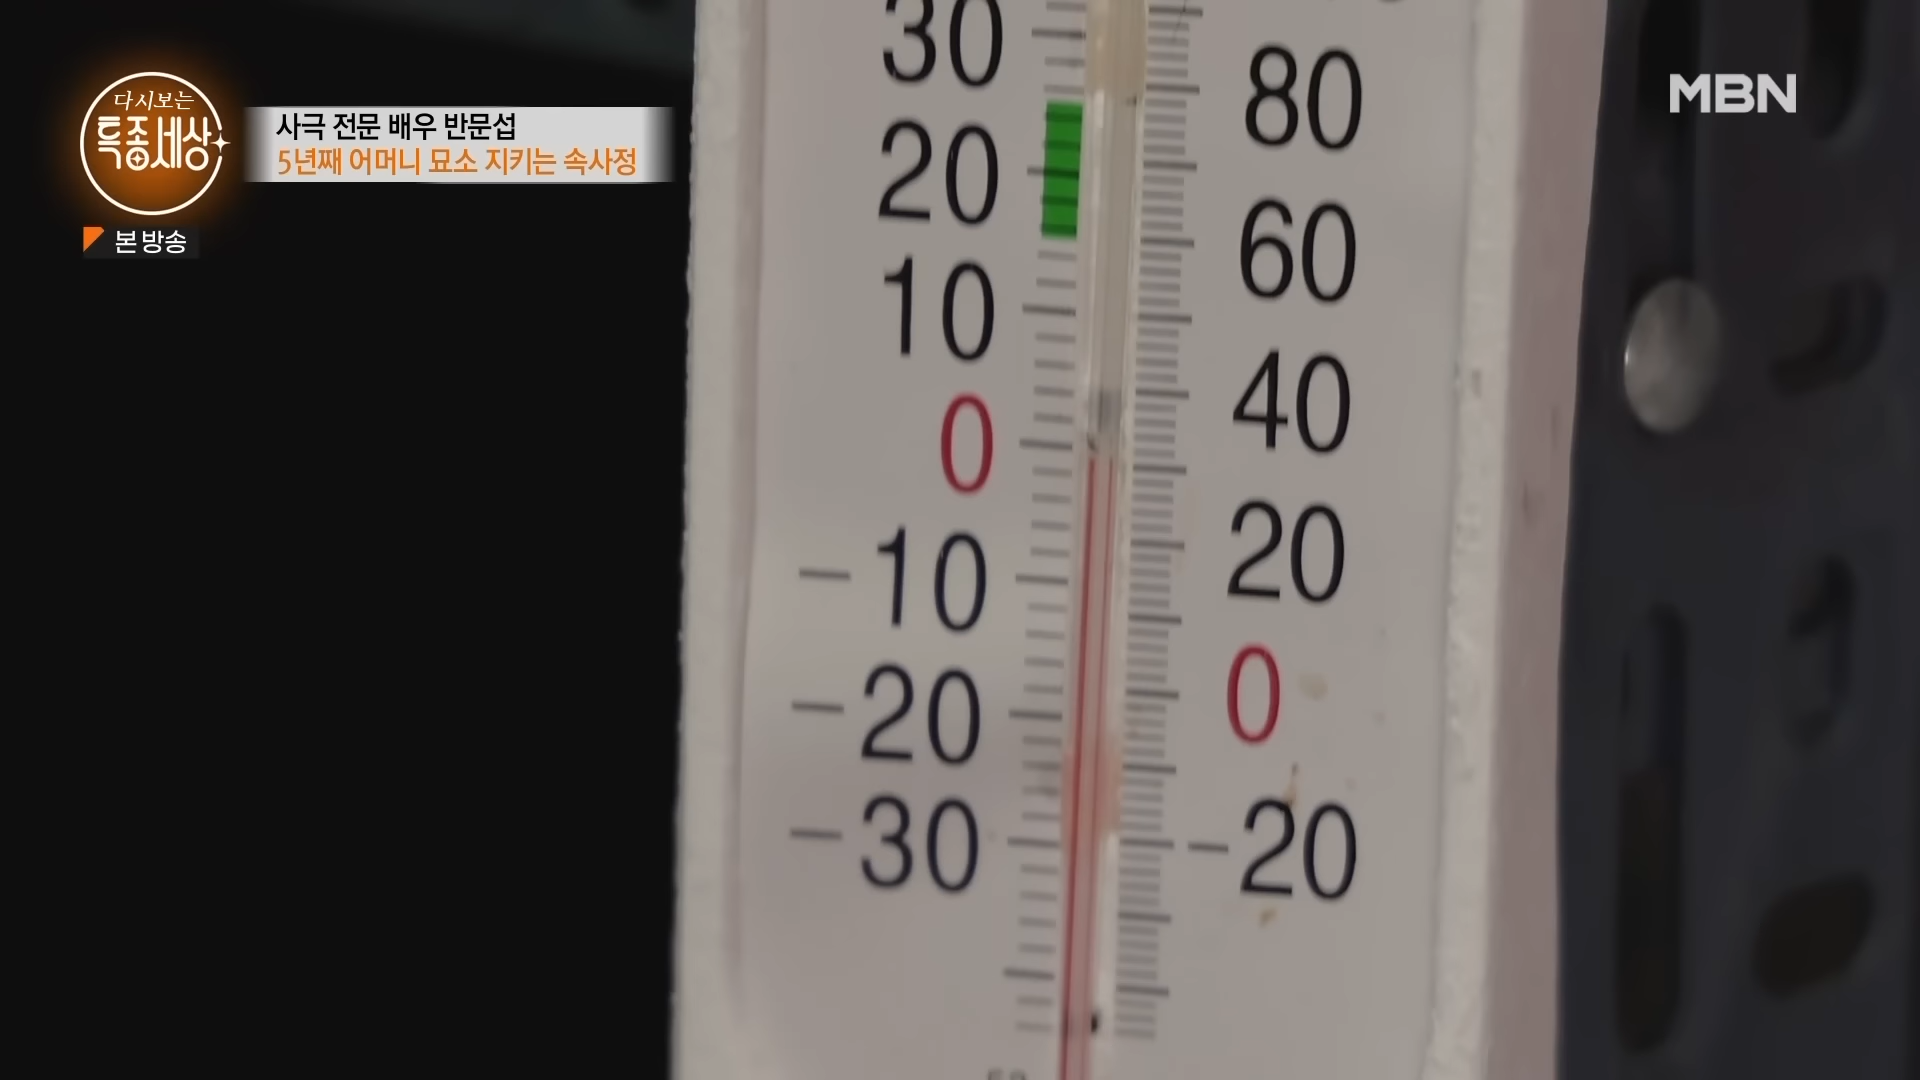 다시보는
특종세상
사극 전문 배우 반문섭
5년째 어머니 묘소 지키는 속사정
본 방송
MBN
30
20
10
0
-10
-20
-30
80
60
40
20
0
-20